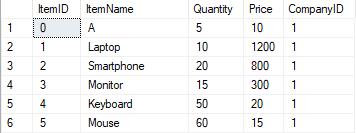 ItemID ItemName Quantity Price CompanyID
1 0 A 5 10 1
2 1 Laptop 10 1200 1
3 2 Smartphone 20 800 1
4 3 Monitor 15 300 1
5 4 Keyboard 50 20 1
6 5 Mouse 60 15 1